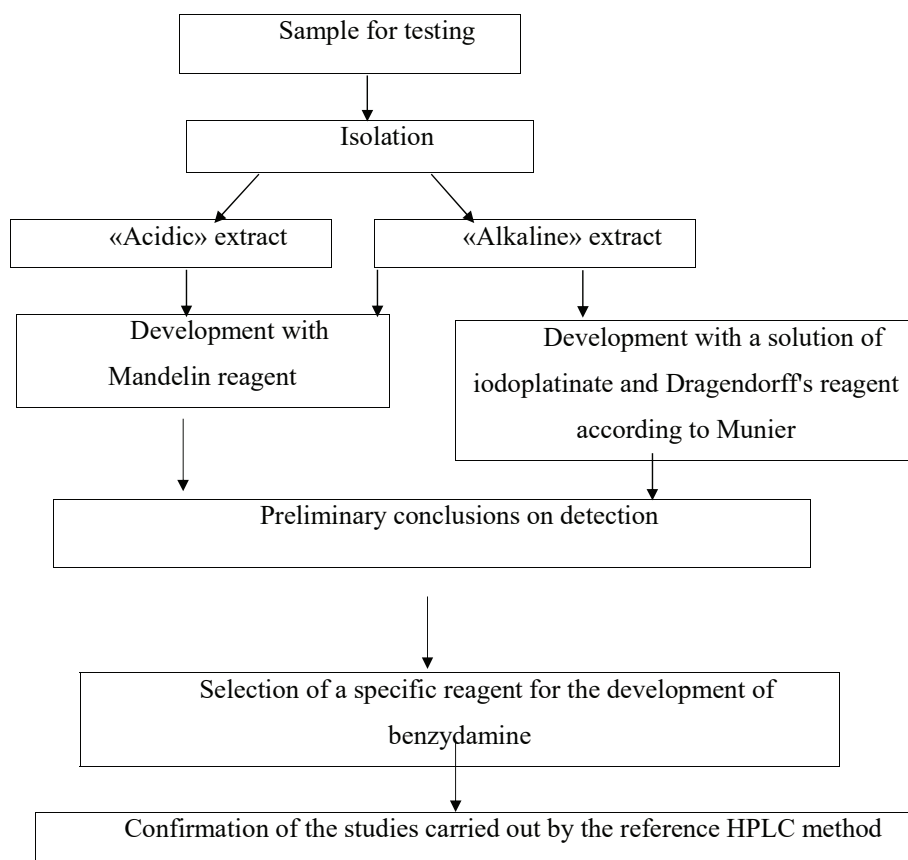 Sample for testing
Isolation
«Acidic» extract
«Alkaline» extract
Development with
Mandelin reagent
Development with a solution of
iodoplatinate and Dragendorff's reagent
according to Munier
Preliminary conclusions on detection
Selection of a specific reagent for the development of
benzydamine
Confirmation of the studies carried out by the reference HPLC method